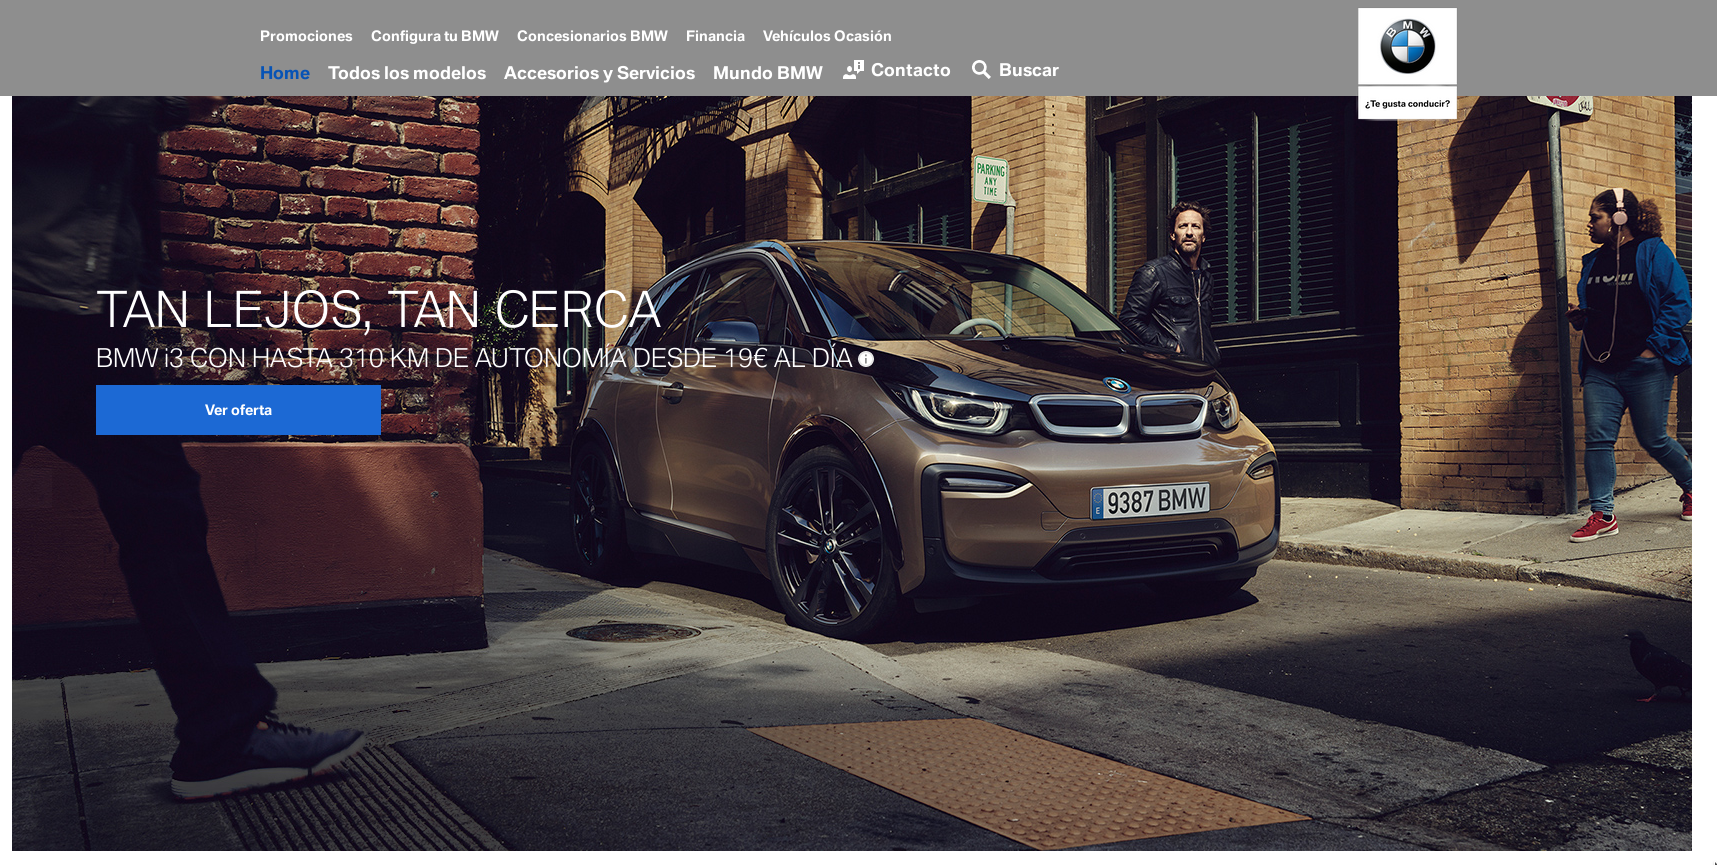 Promociones Configura tu BMW Concesionarios BMW Financia Vehículos Ocasión
Home Todos los modelos Accesorios y Servicios Mundo BMW Contacto Buscar
BMW
¿Te gusta conducir?
PARKING
ANY
TIME
TAN LEJOS, TAN CERCA
BMW i3 CON HASTA 310 KM DE AUTONOMÍA DESDE 19€ AL DÍA
Ver oferta
E 9387 BMW